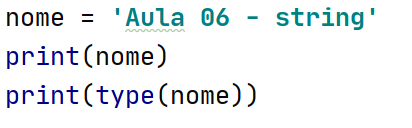 nome = 'Aula 06 - string'
print(nome)
print(type(nome))